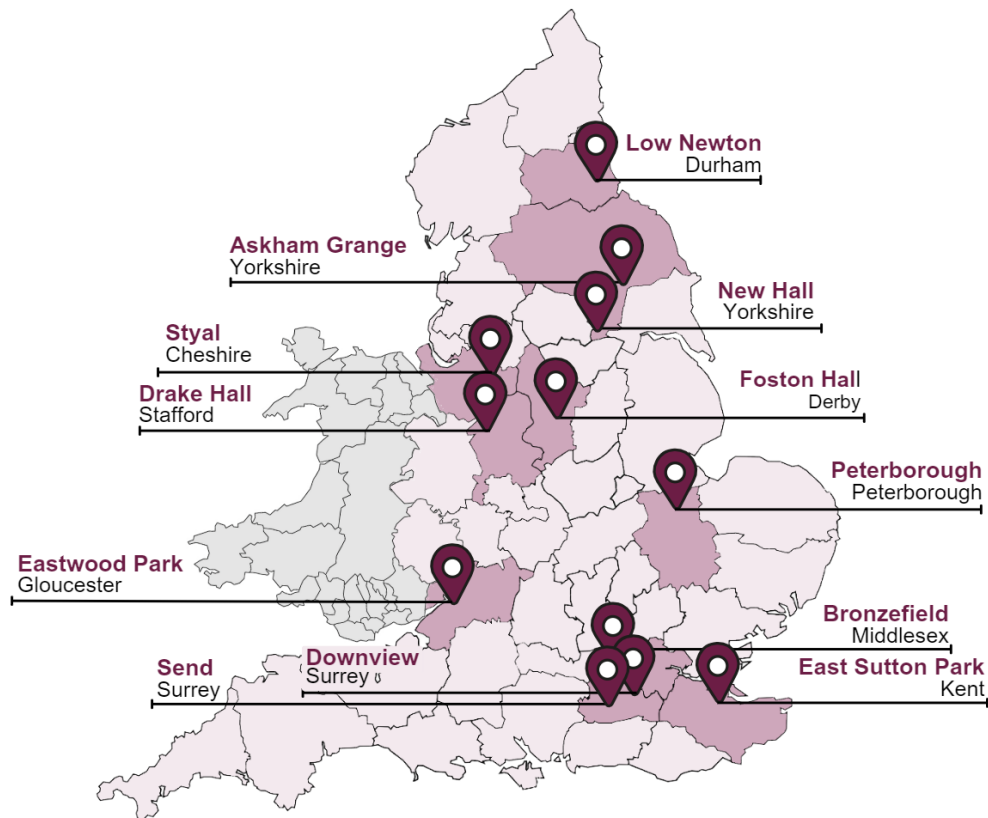 Low Newton
Durham
Askham Grange
Yorkshire
New Hall
Yorkshire
Styal
Cheshire
Foston Hall
Derby
Drake Hall
Stafford
Peterborough
Peterborough
Eastwood Park
Gloucester
Bronzefield
Middlesex
Downview
Surrey
Send
Surrey
East Sutton Park
Kent